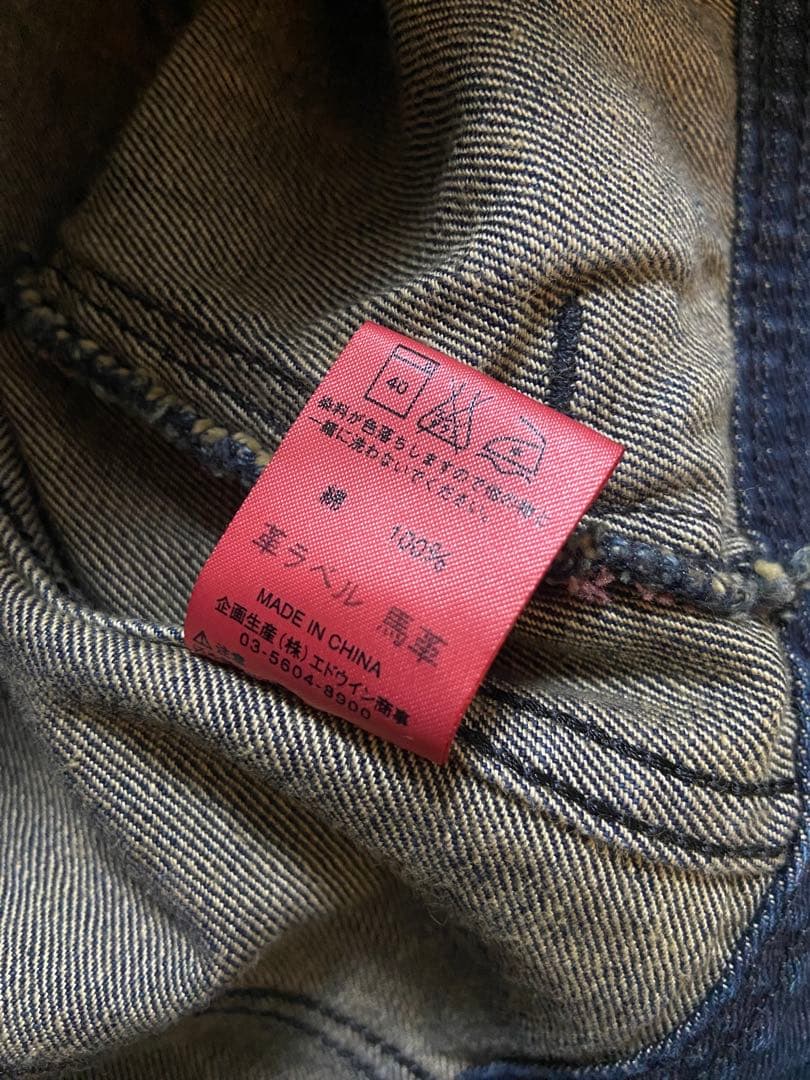 40
染料が色落ちしますので他の物と
一緒に洗わないでください。
綿 100%
革ラベル 馬革
MADE IN CHINA
企画生産(株)エドウイン商事
03-5604-8900
⚠注意